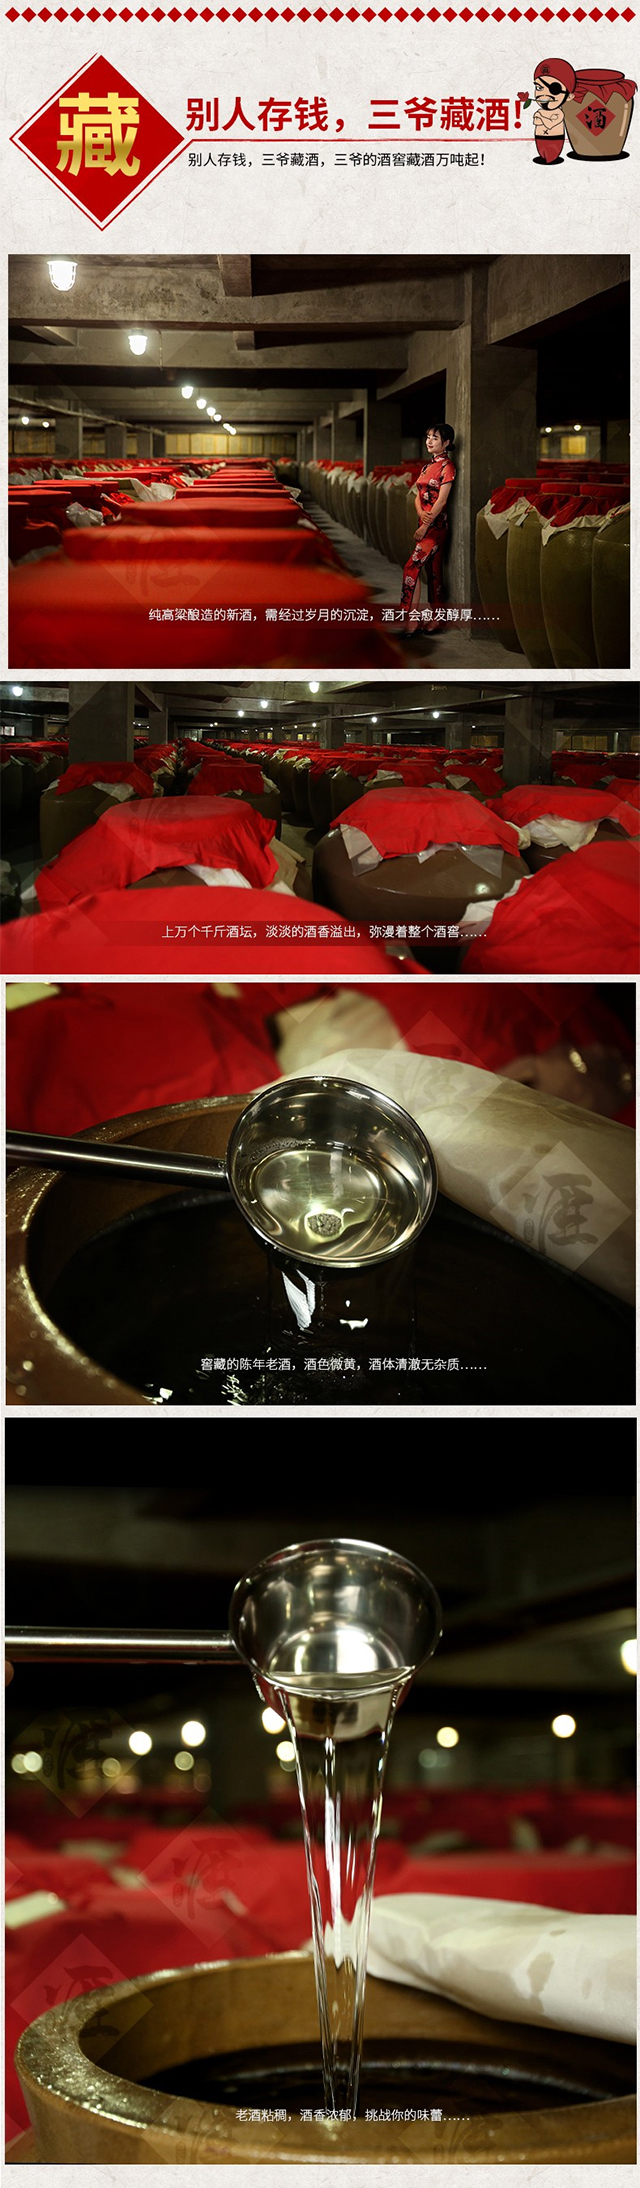 藏
别人存钱，三爷藏酒！
别人存钱，三爷藏酒，三爷的酒窖藏酒万吨起！
酒
纯高粱酿造的新酒，需经过岁月的沉淀，酒才会愈发醇厚……
上万个千斤酒坛，淡淡的酒香溢出，弥漫着整个酒窖……
窖藏的陈年老酒，酒色微黄，酒体清澈无杂质……
老酒粘稠，酒香浓郁，挑战你的味蕾……